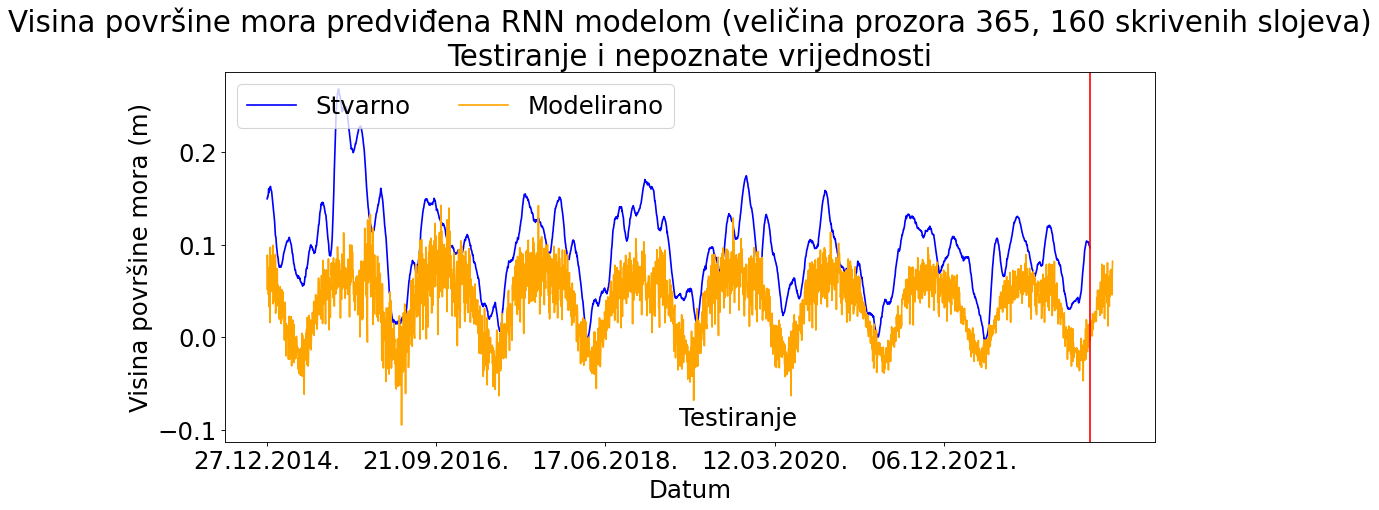 Visina površine mora predviđena RNN modelom (veličina prozora 365, 160 skrivenih slojeva)
Testiranje i nepoznate vrijednosti
Stvarno
Modelirano
Visina površine mora (m)
0.2
0.1
0.0
−0.1
Testiranje
27.12.2014.
21.09.2016.
17.06.2018.
12.03.2020.
06.12.2021.
Datum